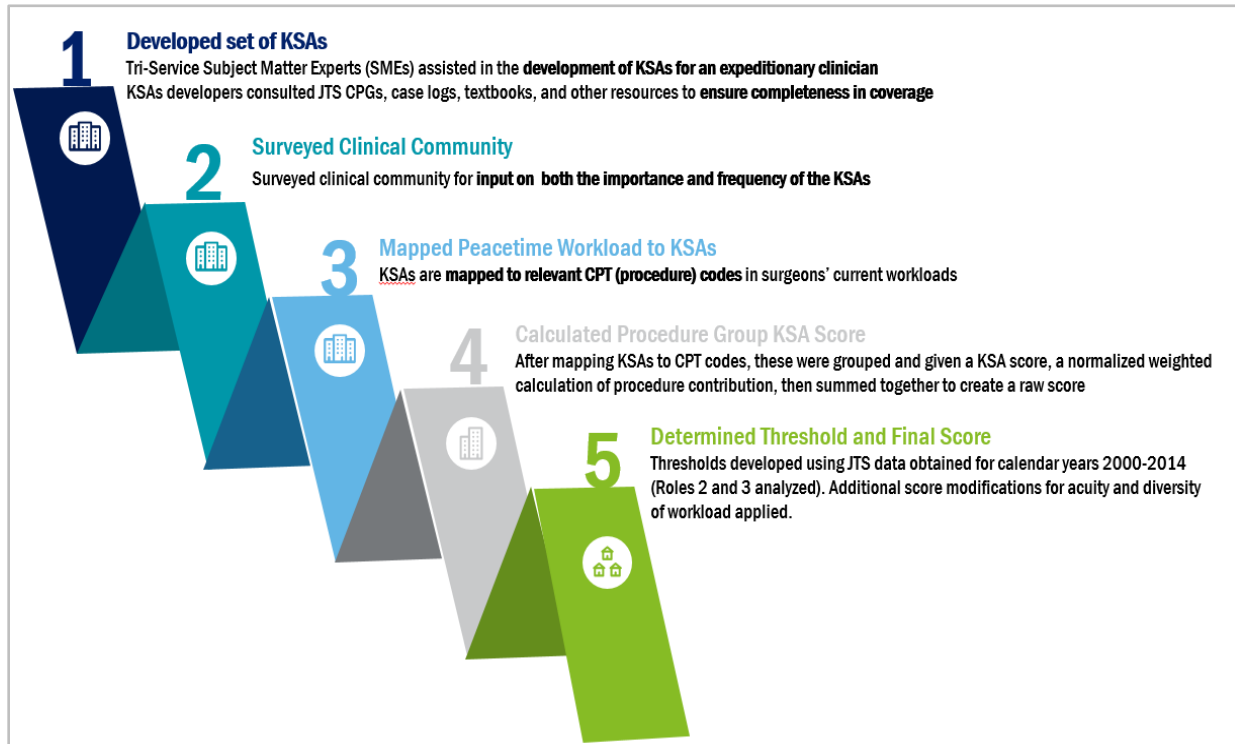 1
Developed set of KSAs
Tri-Service Subject Matter Experts (SMEs) assisted in the development of KSAs for an expeditionary clinician
KSAs developers consulted JTS CPGs, case logs, textbooks, and other resources to ensure completeness in coverage
2
Surveyed Clinical Community
Surveyed clinical community for input on both the importance and frequency of the KSAs
3
Mapped Peacetime Workload to KSAs
KSAs are mapped to relevant CPT (procedure) codes in surgeons' current workloads
4
Calculated Procedure Group KSA Score
After mapping KSAs to CPT codes, these were grouped and given a KSA score, a normalized weighted
calculation of procedure contribution, then summed together to create a raw score
5
Determined Threshold and Final Score
Thresholds developed using JTS data obtained for calendar years 2000-2014
(Roles 2 and 3 analyzed). Additional score modifications for acuity and diversity
of workload applied.